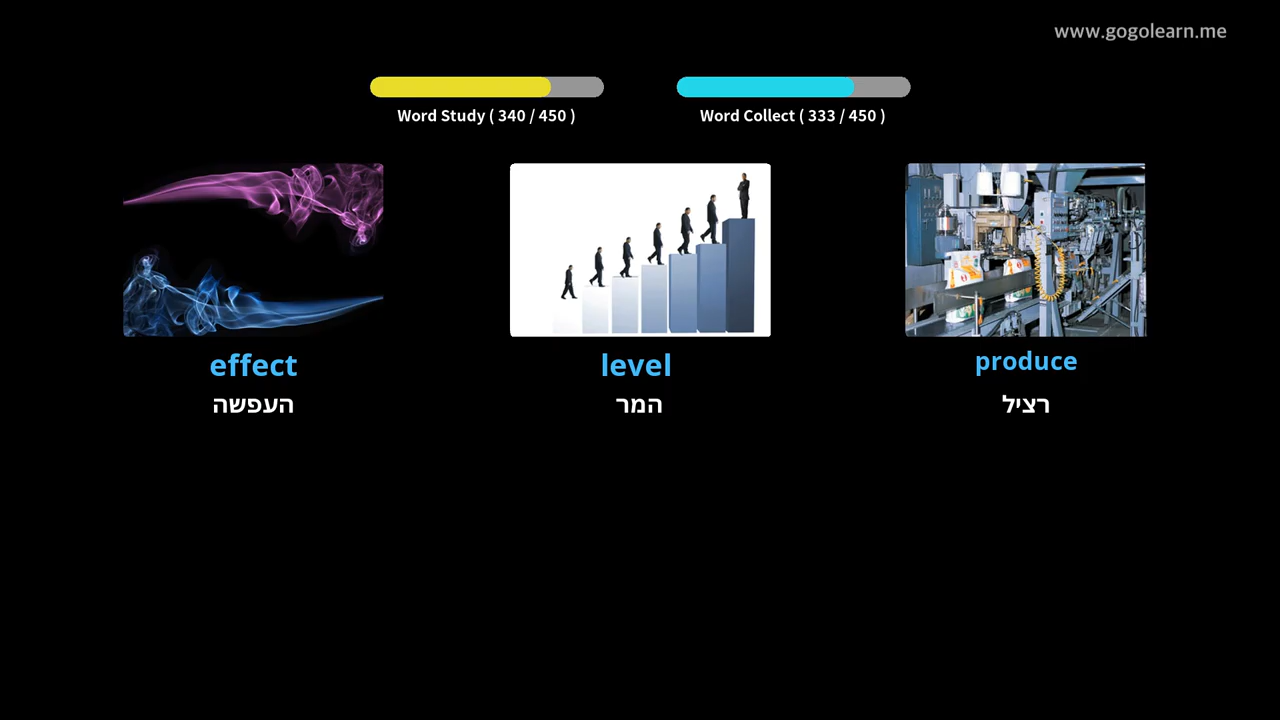 www.gogolearn.me
Word Study ( 340 / 450 )
Word Collect ( 333 / 450 )
effect
העפשה
level
המר
produce
רציל